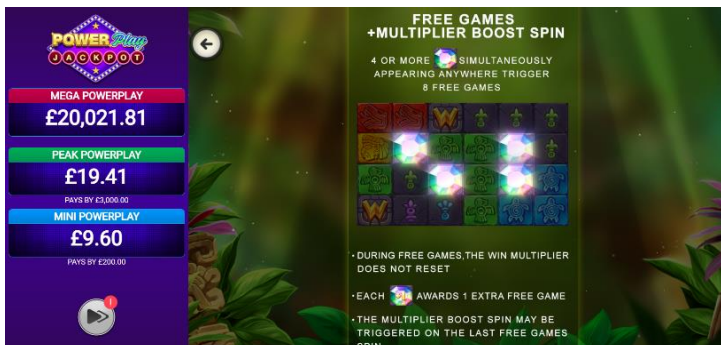 POWER Play
JACKPOT
MEGA POWERPLAY
£20,021.81
PEAK POWERPLAY
£19.41
PAYS BY £3,000.00
MINI POWERPLAY
£9.60
PAYS BY £200.00
FREE GAMES
+MULTIPLIER BOOST SPIN
4 OR MORE SIMULTANEOUSLY
APPEARING ANYWHERE TRIGGER
8 FREE GAMES
W
W
• DURING FREE GAMES,THE WIN MULTIPLIER
DOES NOT RESET
• EACH AWARDS 1 EXTRA FREE GAME
• THE MULTIPLIER BOOST SPIN MAY BE
TRIGGERED ON THE LAST FREE GAMES
SPIN